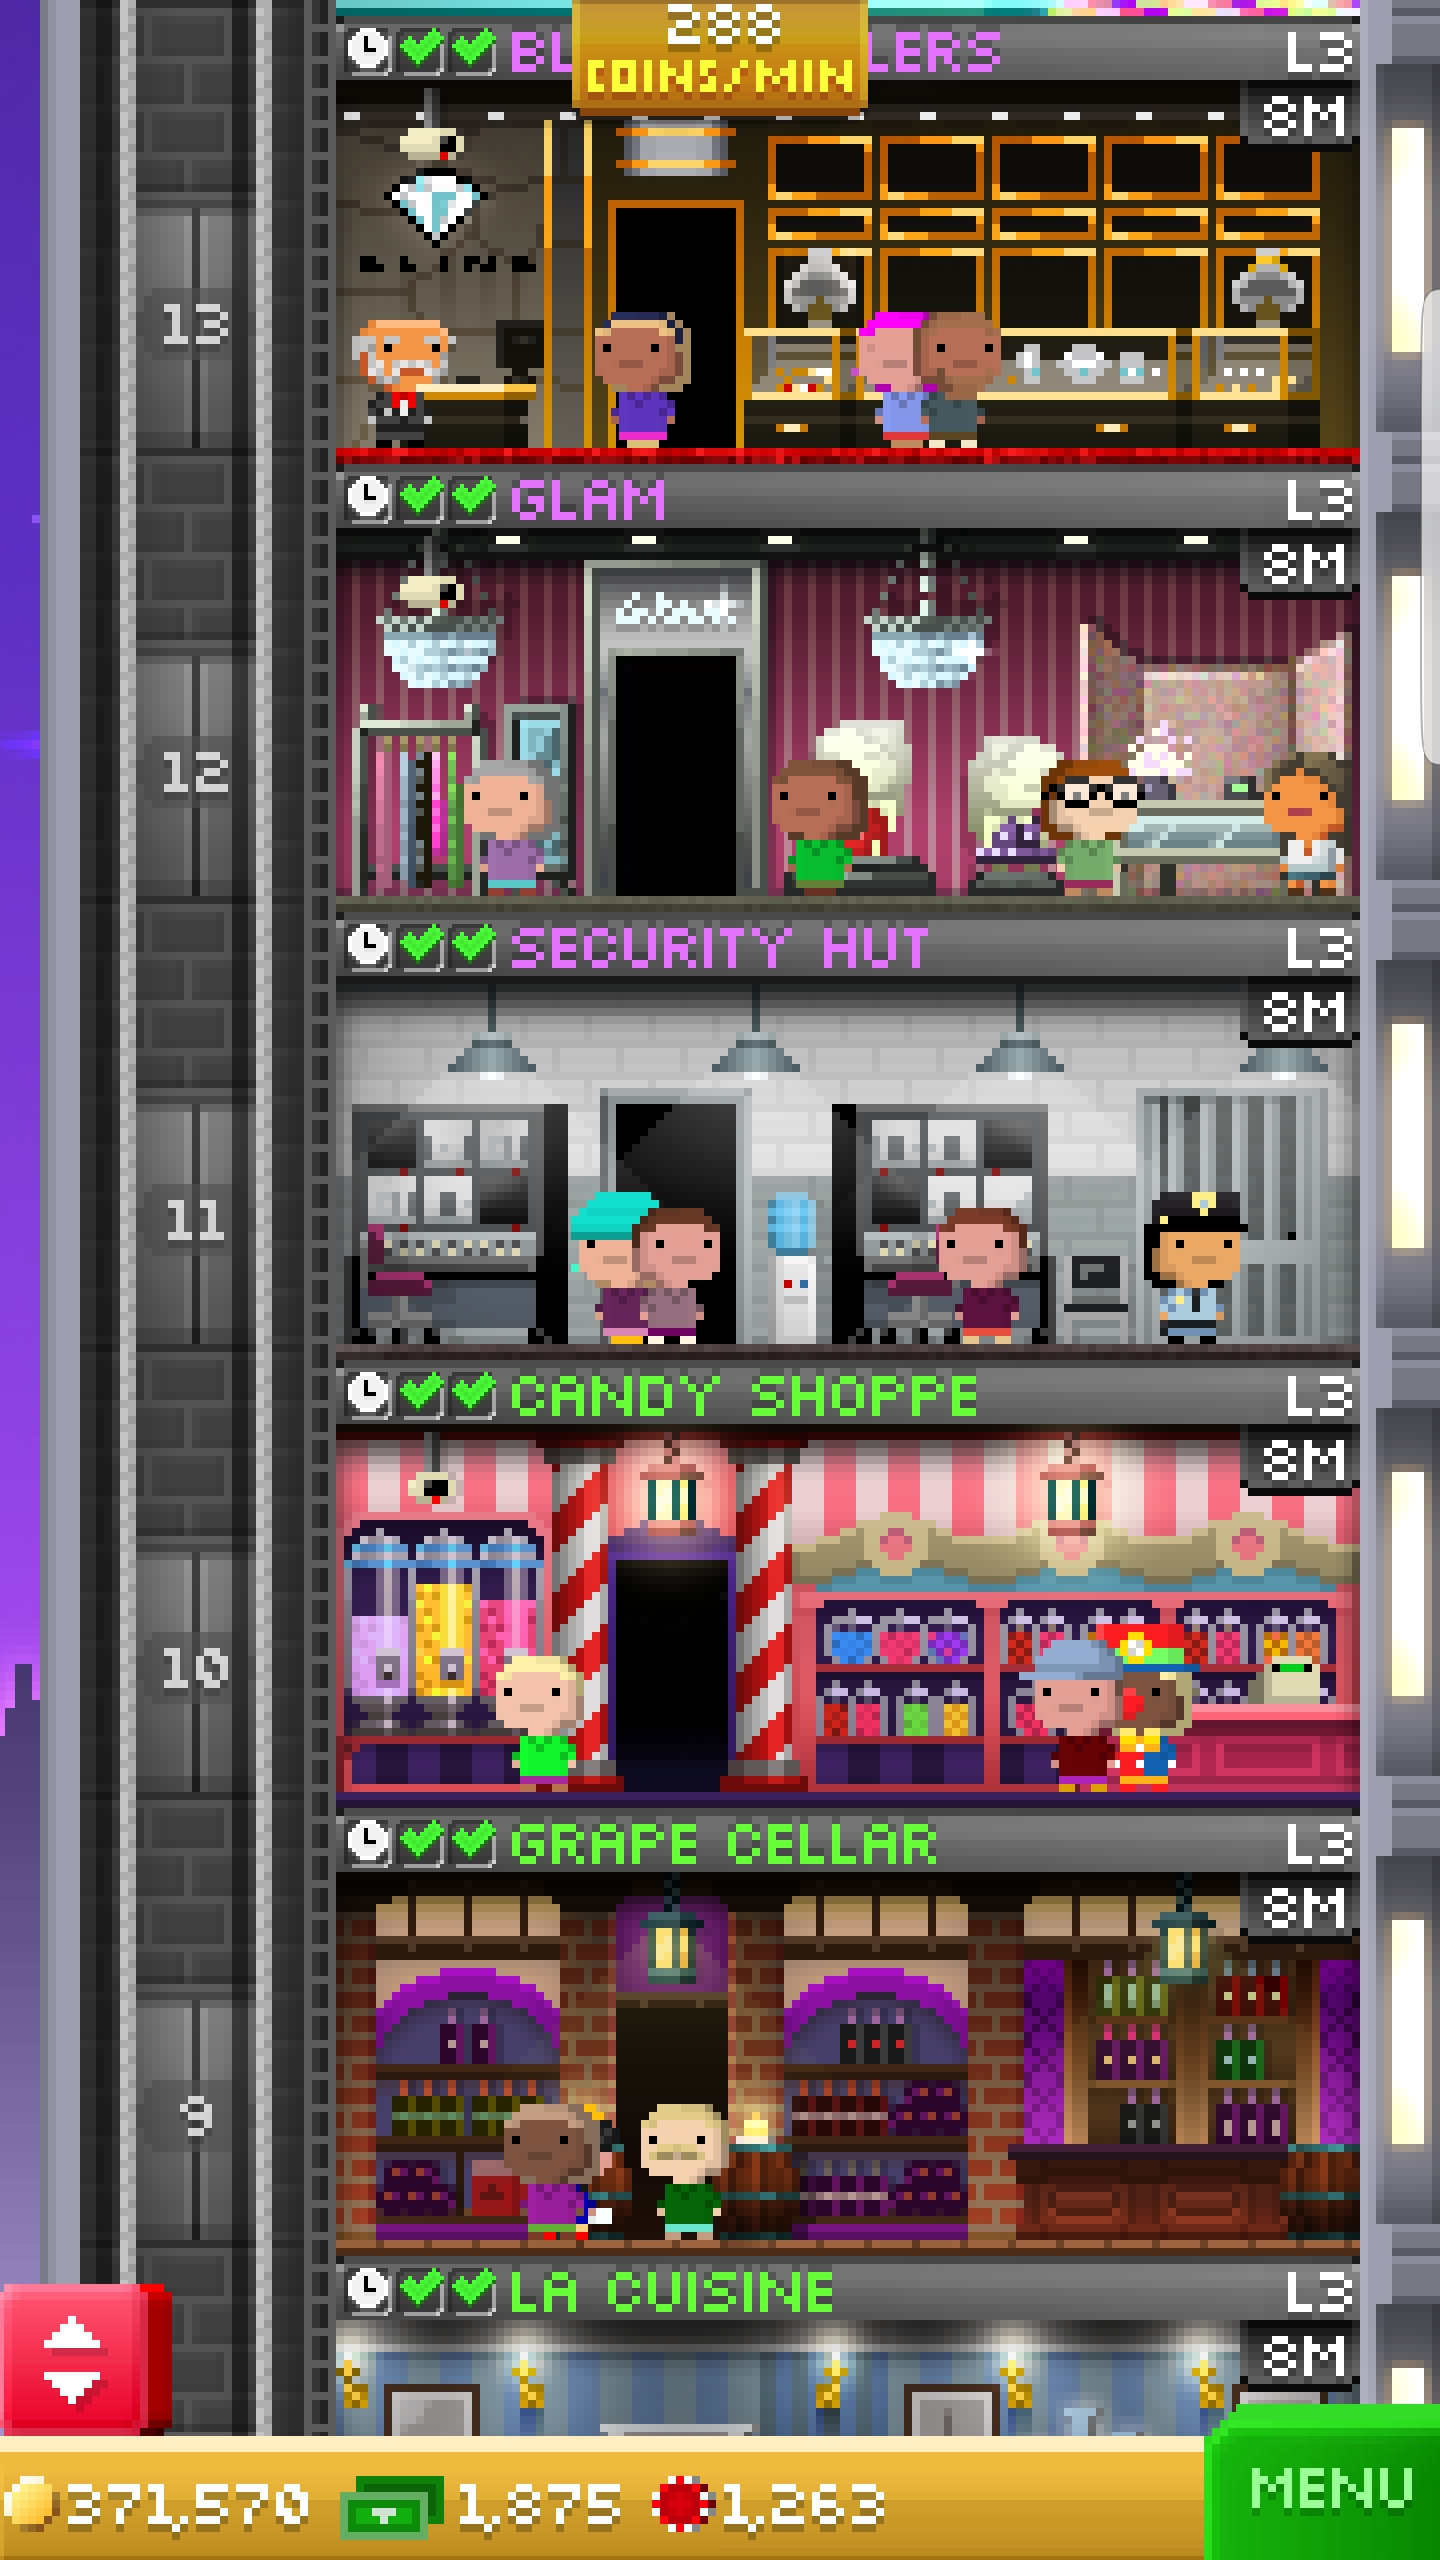 288
COINS/MIN
BL LERS L3
8M
13
GLAM L3
8M
12
SECURITY HUT L3
8M
11
CANDY SHOPPE L3
8M
10
GRAPE CELLAR L3
8M
9
LA CUISINE L3
8M
371,570 1,875 1,263 MENU